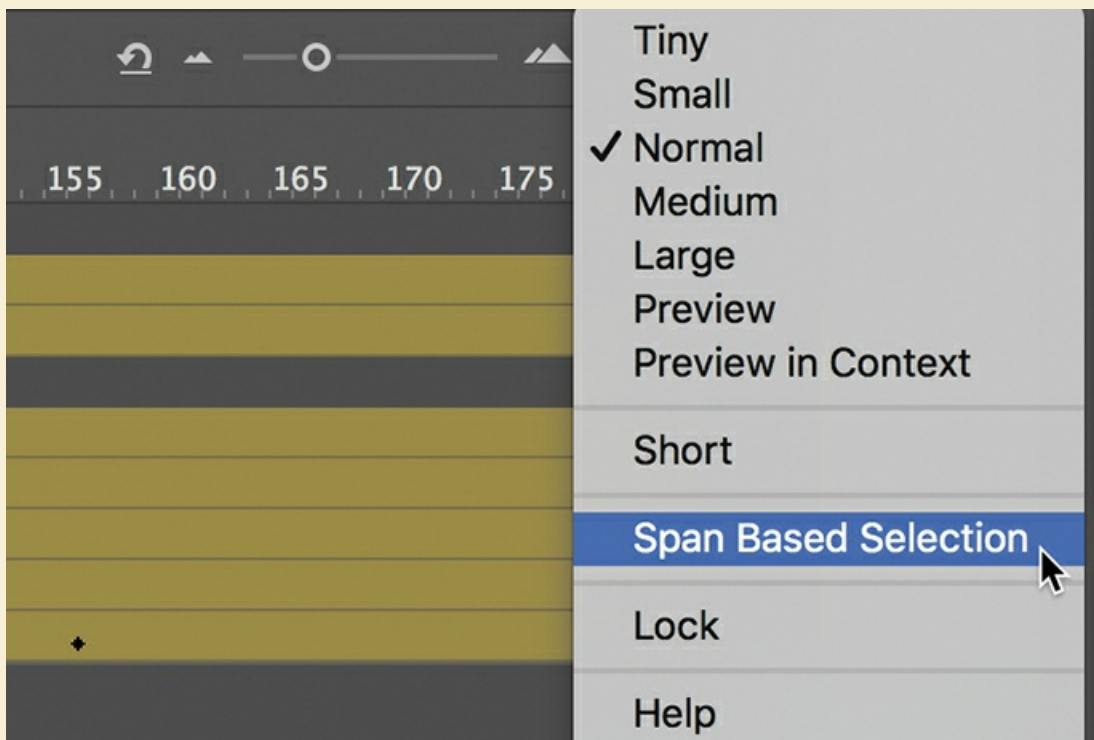 155 160 165 170 175
Tiny
Small
Normal
Medium
Large
Preview
Preview in Context
Short
Span Based Selection
Lock
Help